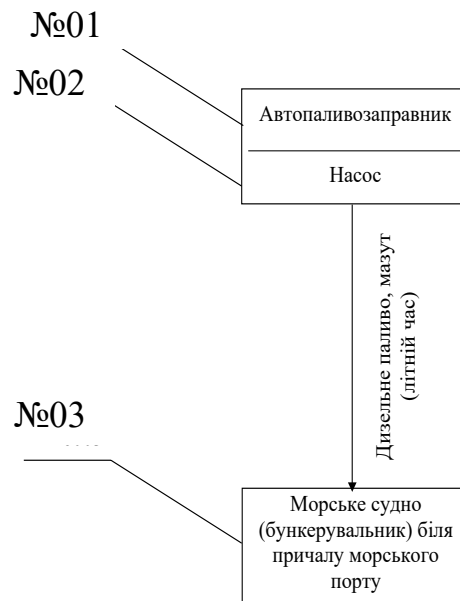 №01
№02
Автопаливозаправник
Насос
Дизельне паливо, мазут
(літній час)
№03
Морське судно
(бункерувальник) біля
причалу морського
порту